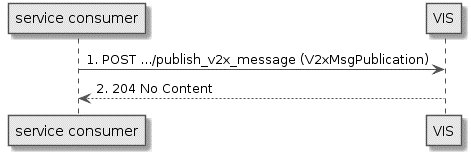 service consumer
VIS
1. POST .../publish_v2x_message (V2xMsgPublication)
2. 204 No Content
service consumer
VIS